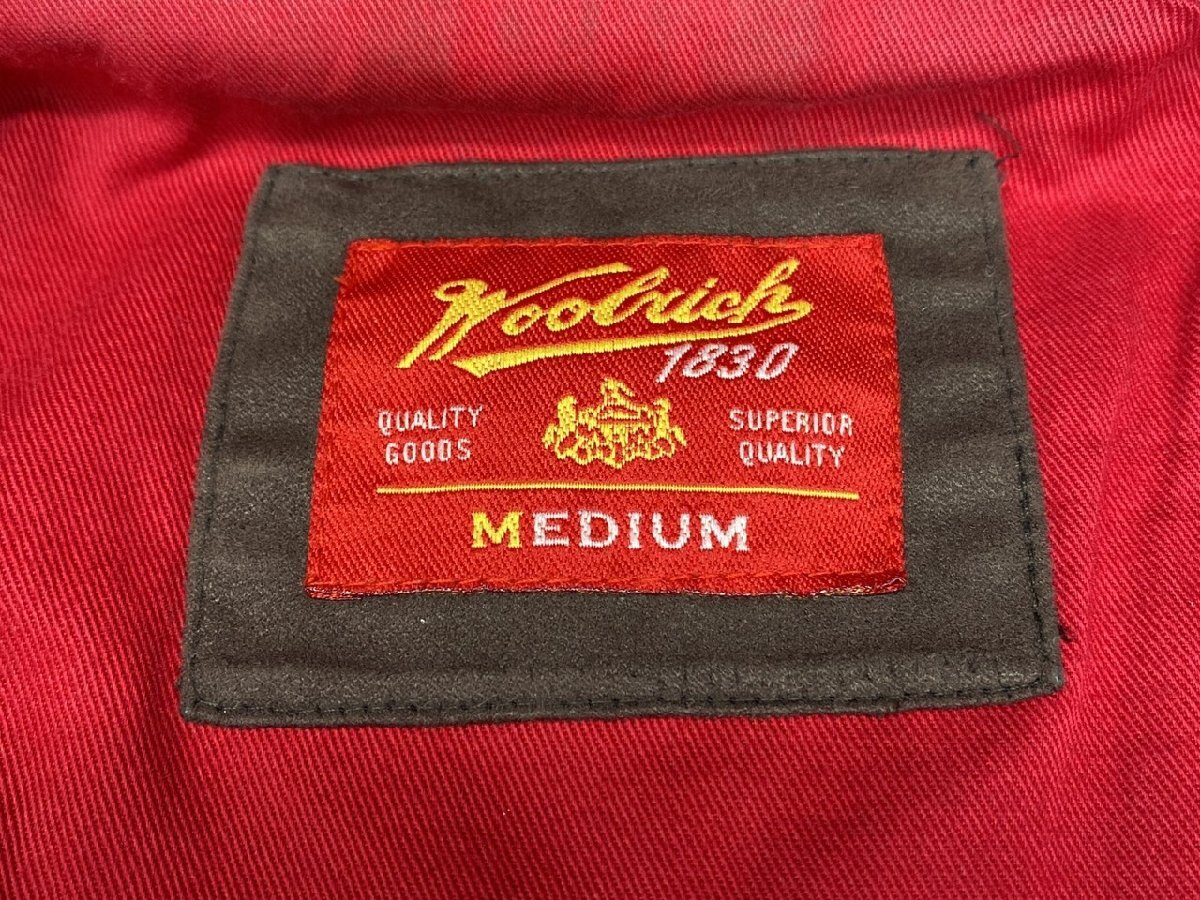 Woolrich
1830
QUALITY
GOODS
SUPERIOR
QUALITY
MEDIUM